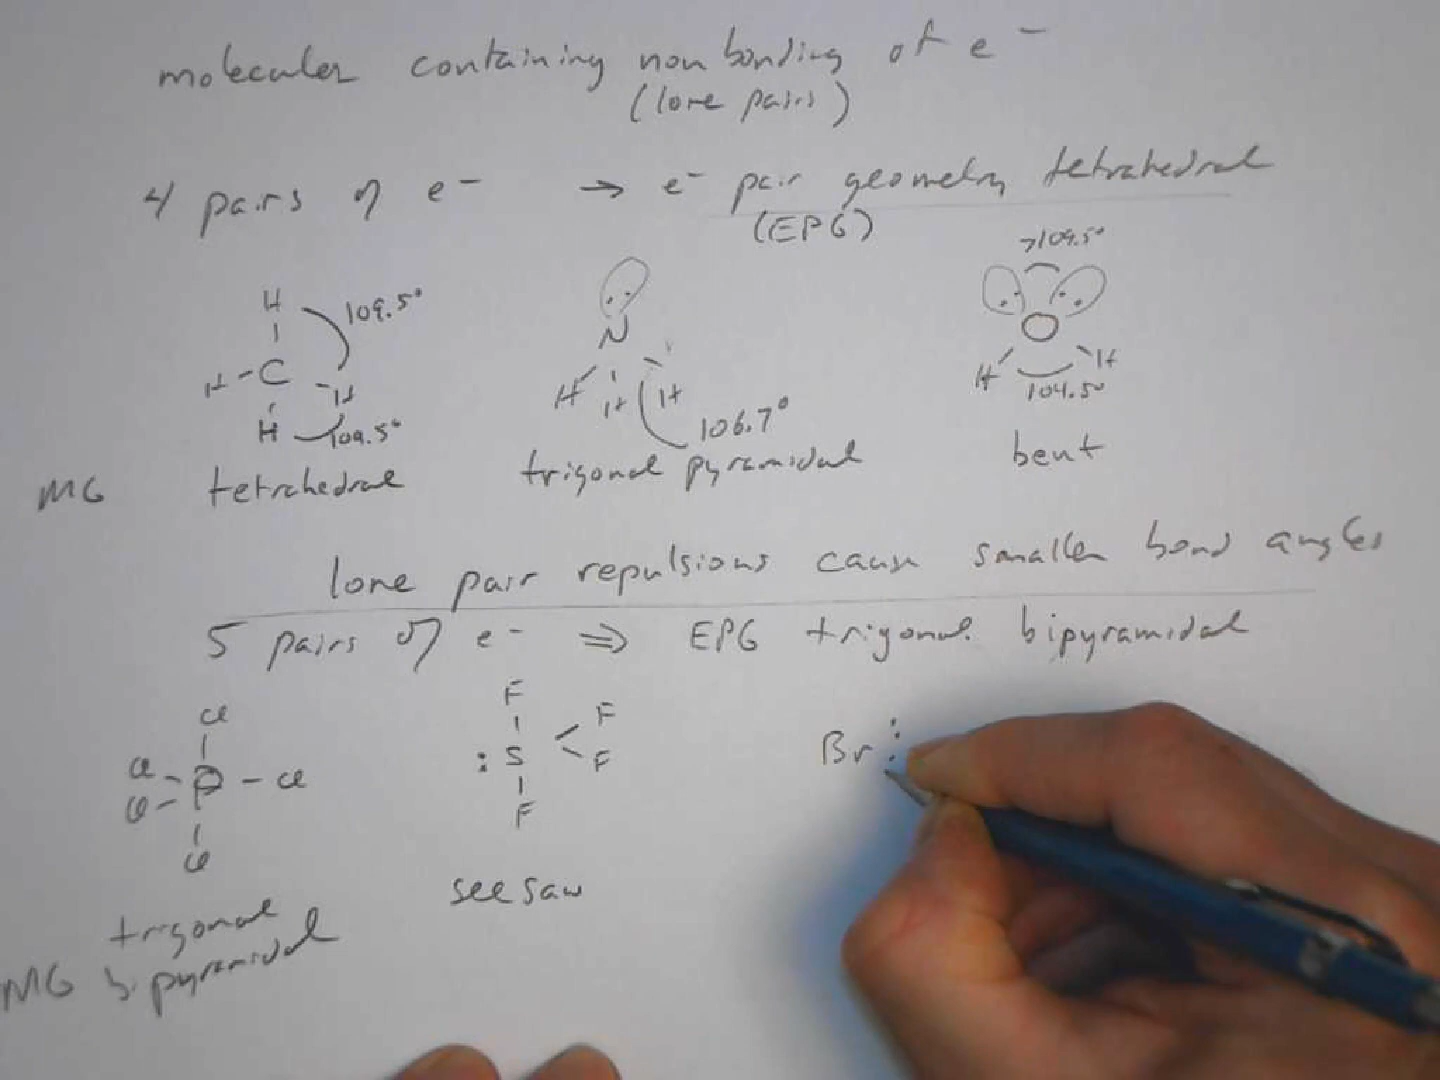 molecules containing nonbonding of e⁻
(lone pairs)
4 pairs of e⁻ → e⁻ pair geometry tetrahedral
(EPG)
>109.5°
H
109.5°
H - C
H
H
109.5°
N
H H H
106.7°
O
H H
104.5°
MG tetrahedral trigonal pyramidal bent
lone pair repulsions cause smaller bond angles
5 pairs of e⁻ ⇒ EPG trigonal bipyramidal
Cl
Cl - P - Cl
Cl
Cl
F
: S < F
F
F
Br :
see saw
trigonal
MG bipyramidal